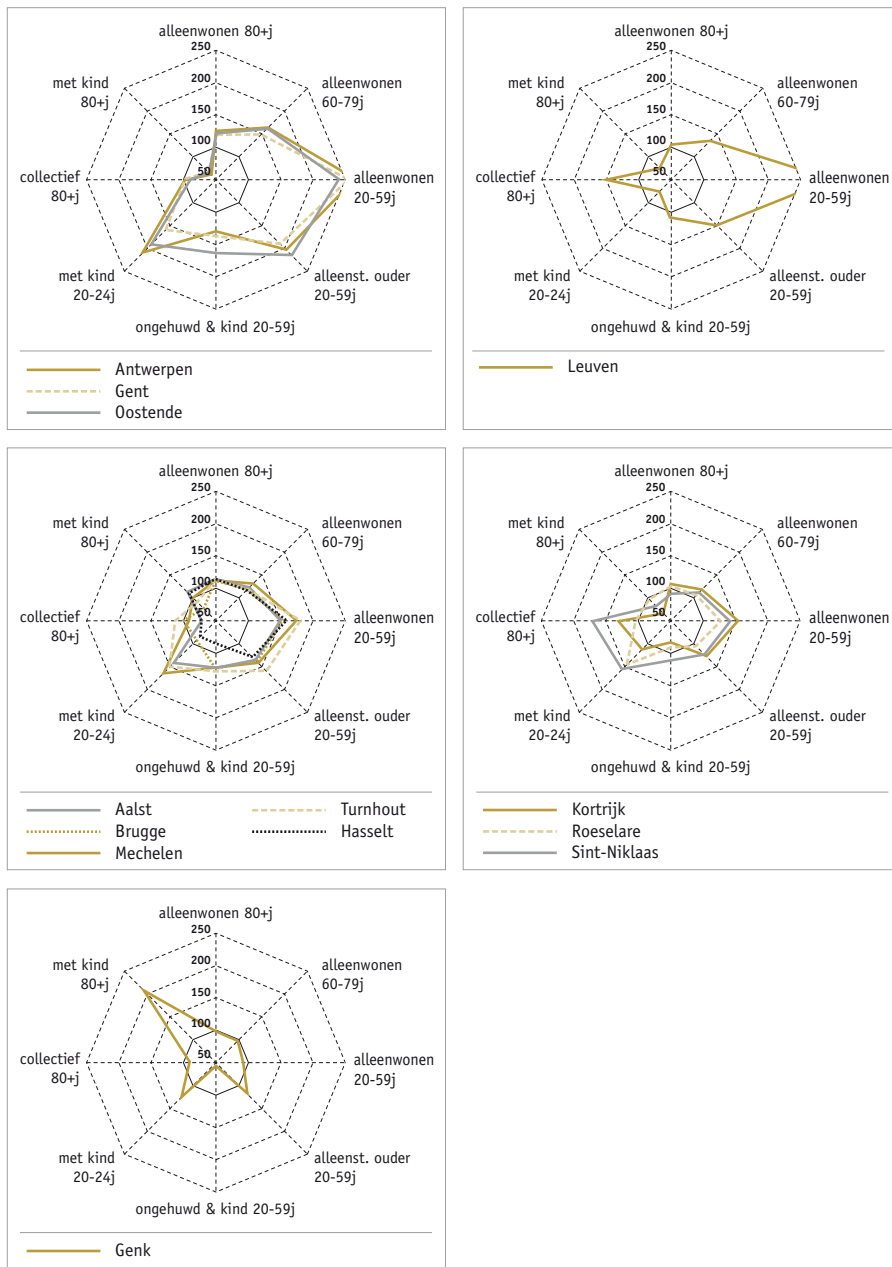 alleenwonen 80+j
250
200
150
100
50
alleenwonen
60-79j
alleenwonen
20-59j
alleenst. ouder
20-59j
ongehuwd & kind 20-59j
met kind
20-24j
collectief
80+j
met kind
80+j
Antwerpen
Gent
Oostende
alleenwonen 80+j
250
200
150
100
50
alleenwonen
60-79j
alleenwonen
20-59j
alleenst. ouder
20-59j
ongehuwd & kind 20-59j
met kind
20-24j
collectief
80+j
met kind
80+j
Leuven
alleenwonen 80+j
250
200
150
100
50
alleenwonen
60-79j
alleenwonen
20-59j
alleenst. ouder
20-59j
ongehuwd & kind 20-59j
met kind
20-24j
collectief
80+j
met kind
80+j
Aalst
Brugge
Mechelen
Turnhout
Hasselt
alleenwonen 80+j
250
200
150
100
50
alleenwonen
60-79j
alleenwonen
20-59j
alleenst. ouder
20-59j
ongehuwd & kind 20-59j
met kind
20-24j
collectief
80+j
met kind
80+j
Kortrijk
Roeselare
Sint-Niklaas
alleenwonen 80+j
250
200
150
100
50
alleenwonen
60-79j
alleenwonen
20-59j
alleenst. ouder
20-59j
ongehuwd & kind 20-59j
met kind
20-24j
collectief
80+j
met kind
80+j
Genk